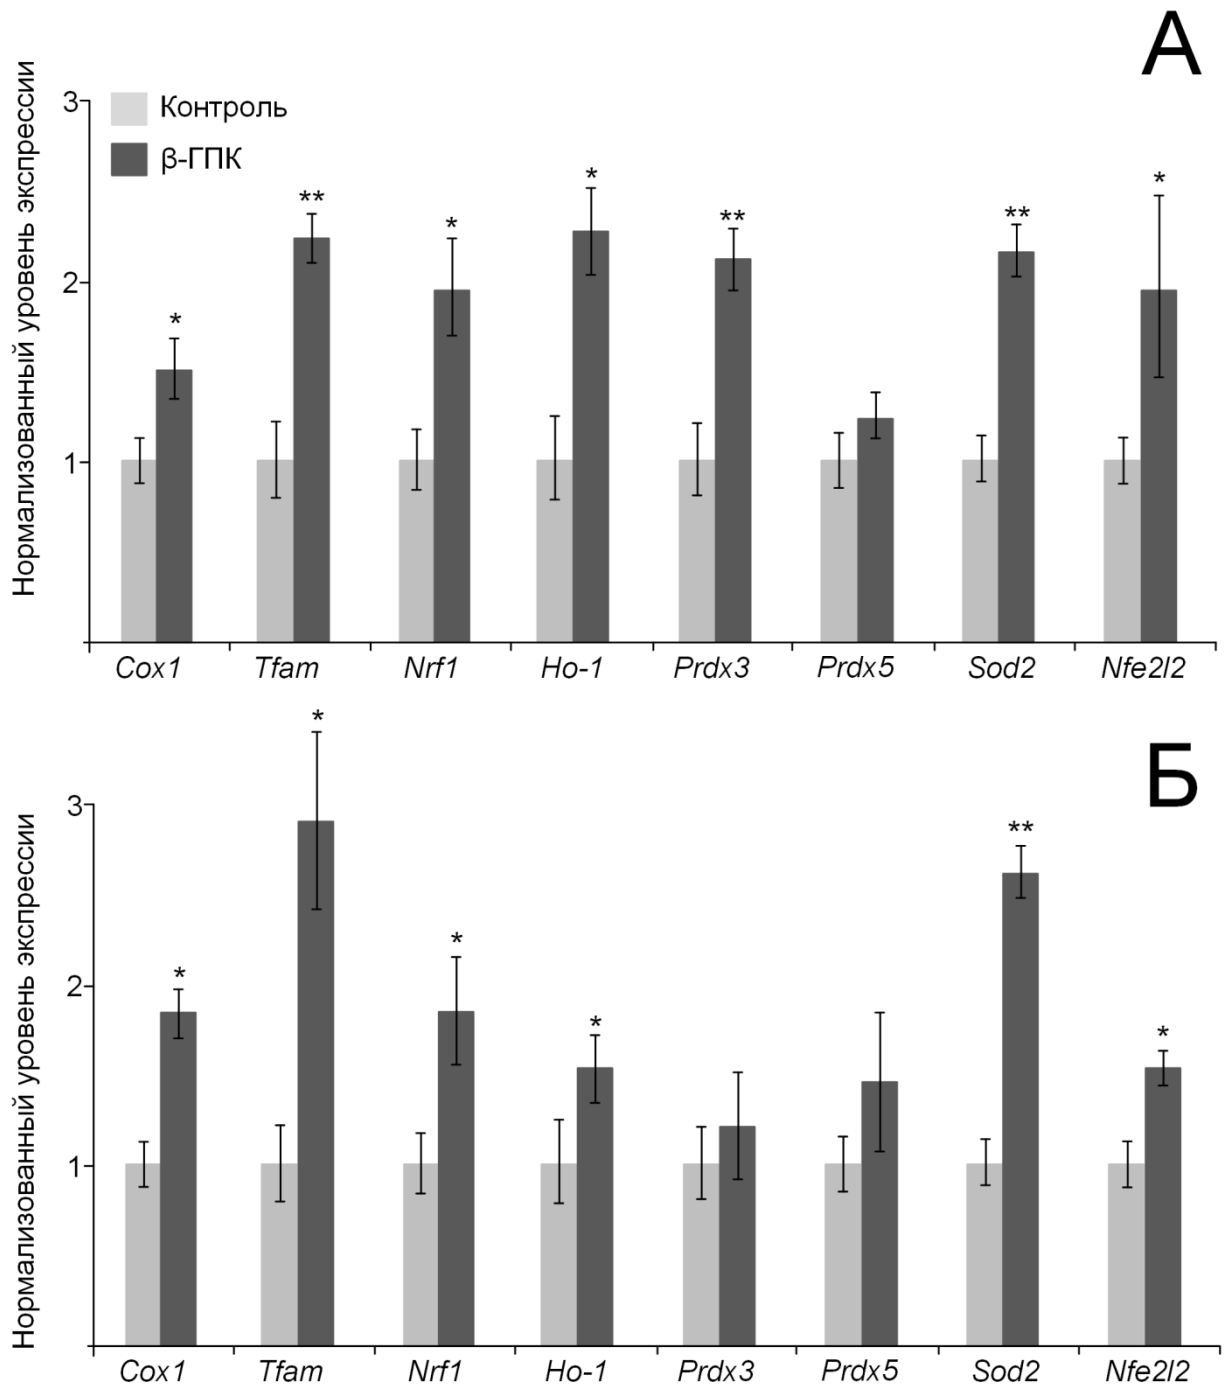 А
Нормализованный уровень экспрессии
3
2
1
Контроль
β-ГПК
* ** * * ** ** *
Cox1 Tfam Nrf1 Ho-1 Prdx3 Prdx5 Sod2 Nfe2l2
Б
Нормализованный уровень экспрессии
3
2
1
* * * * ** *
Cox1 Tfam Nrf1 Ho-1 Prdx3 Prdx5 Sod2 Nfe2l2